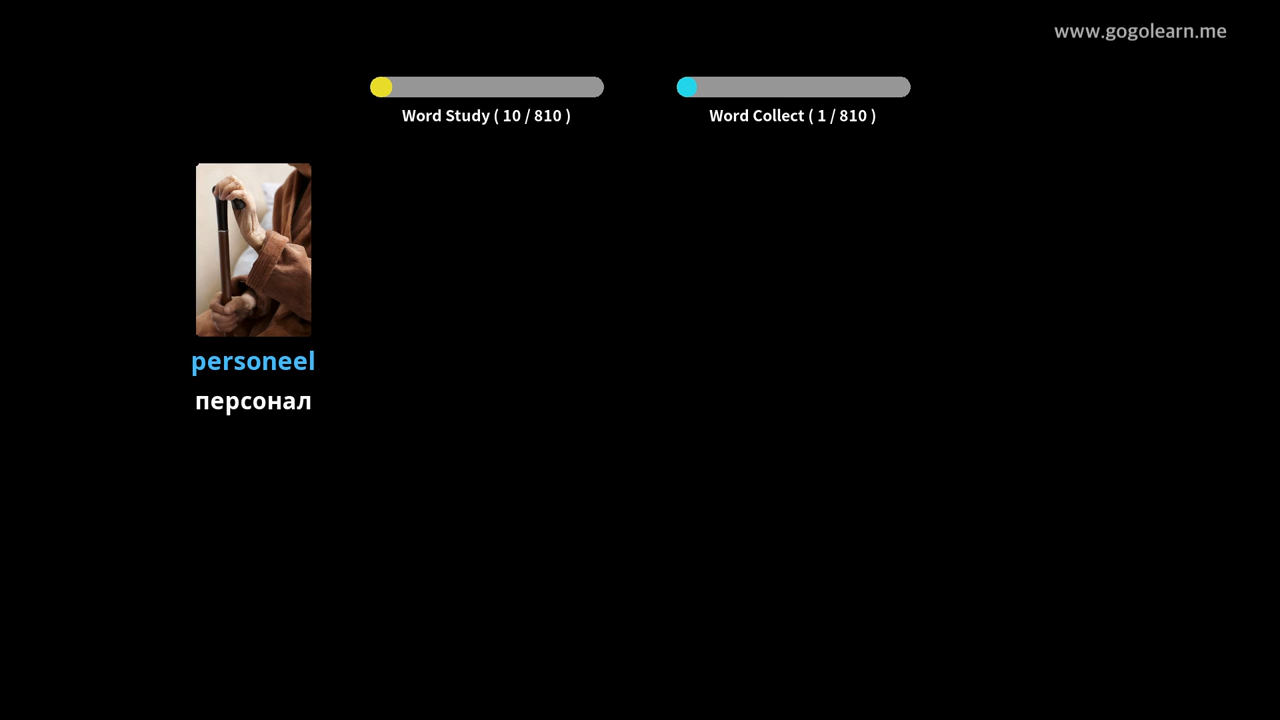 www.gogolearn.me
Word Study ( 10 / 810 )
Word Collect ( 1 / 810 )
personeel
персонал